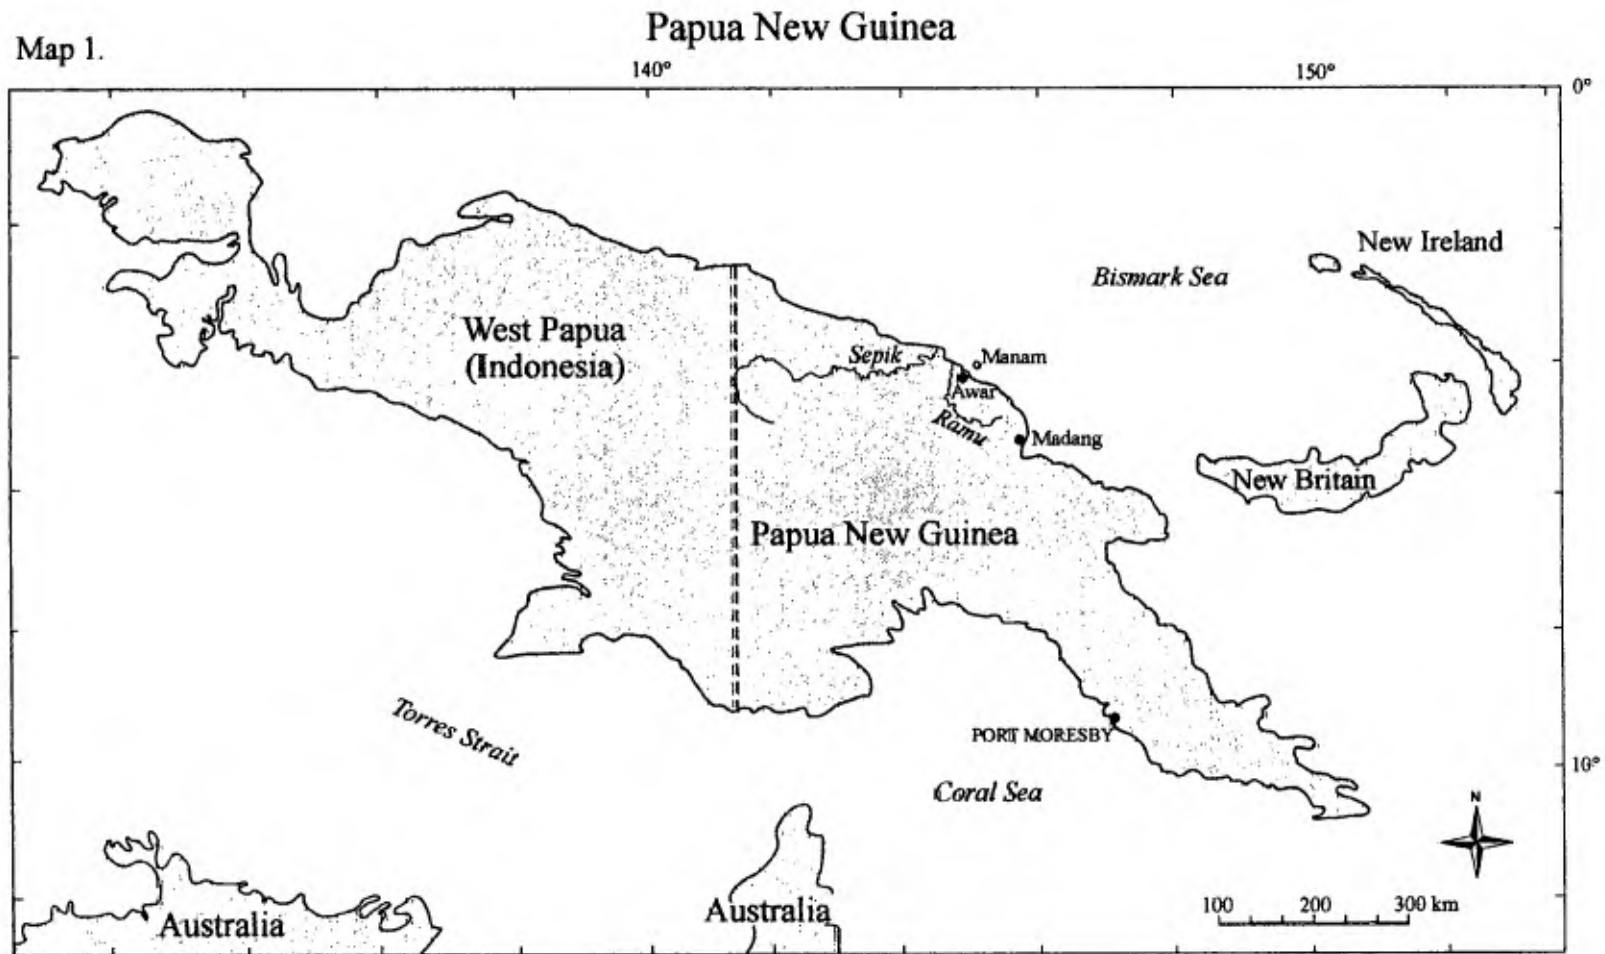 Papua New Guinea
Map 1.
140°
150°
0°
New Ireland
Bismark Sea
West Papua
(Indonesia)
Sepik
Manam
Awar
Ramu
Madang
New Britain
Papua New Guinea
Torres Strait
PORT MORESBY
10°
Coral Sea
N
Australia
Australia
100 200 300 km